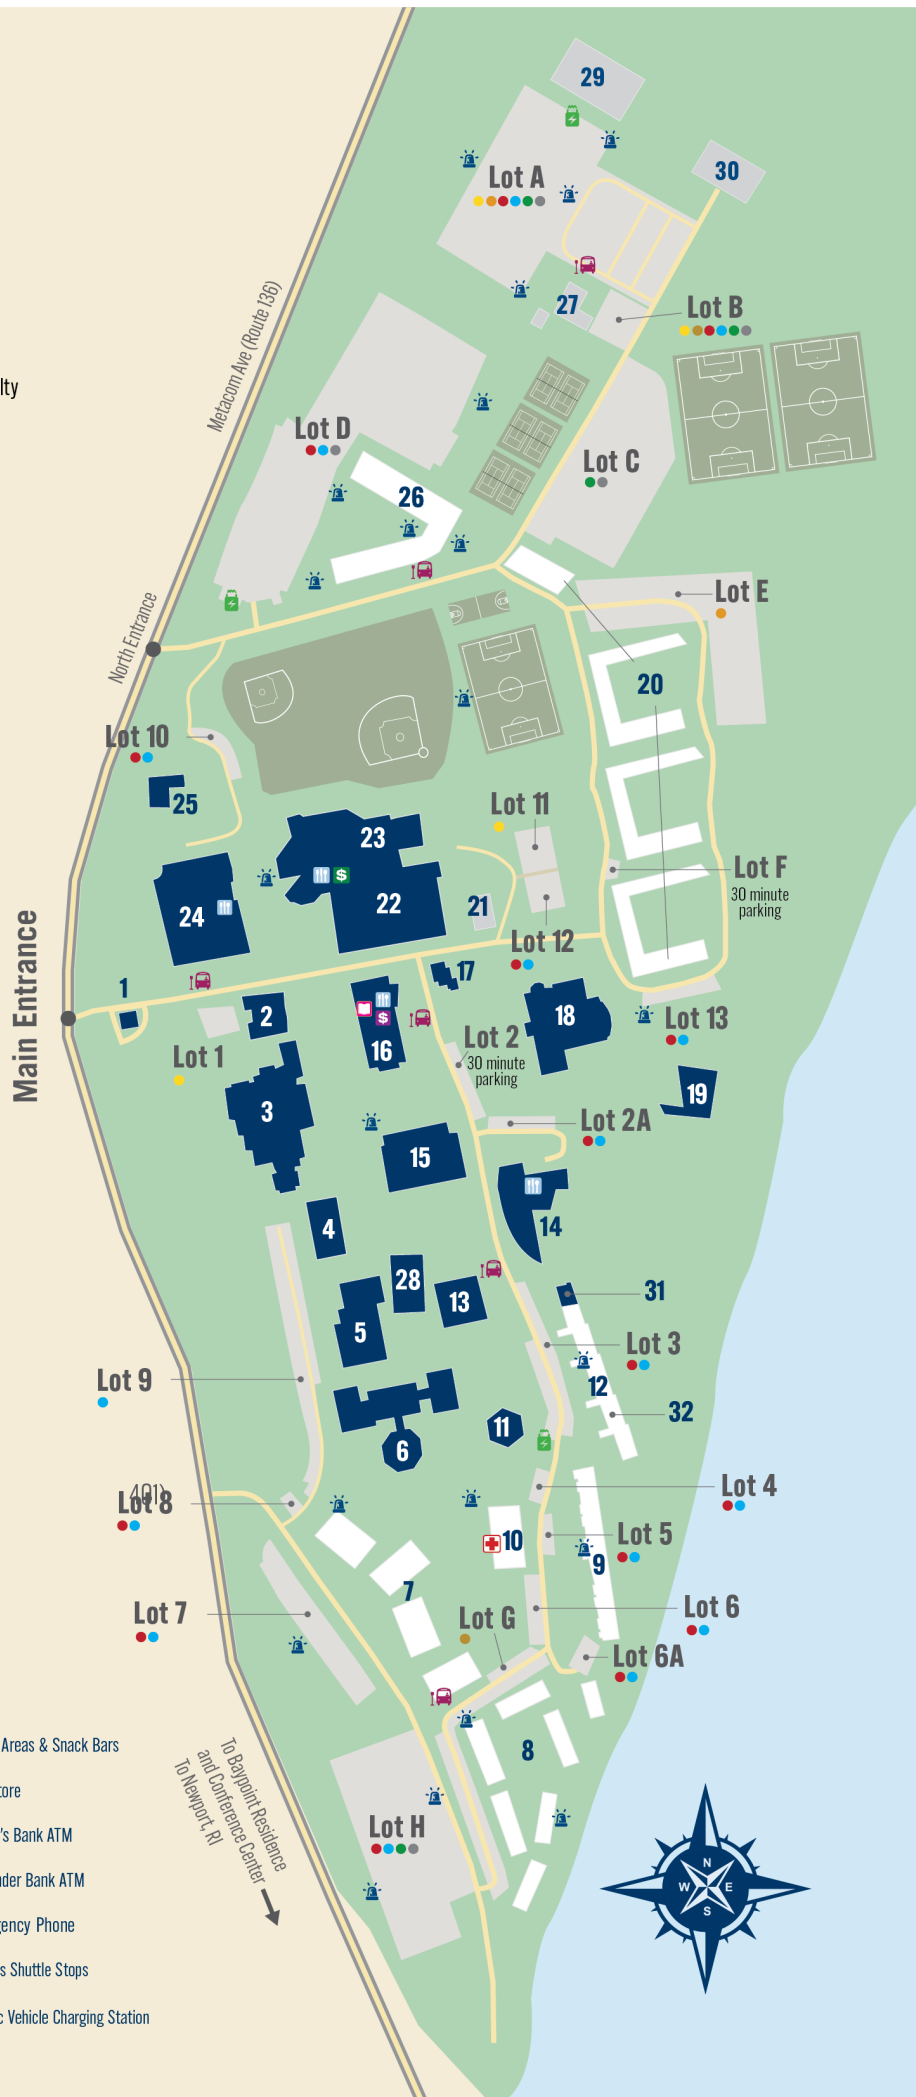 29
30
Lot A
Metacom Ave (Route 136)
27
Lot B
lty
Lot D
Lot C
26
North Entrance
Lot E
20
Lot 10
25
Lot 11
23
Lot F
30 minute
parking
24
22
21
Lot 12
Main Entrance
1
17
2
16
18
Lot 13
Lot 1
Lot 2
30 minute
parking
19
3
Lot 2A
15
14
4
28
13
31
5
Lot 3
Lot 9
12
32
11
6
401)
Lot 8
Lot 4
10
Lot 5
9
7
Lot 7
Lot G
Lot 6
Lot 6A
8
Areas & Snack Bars
To Baypoint Residence
and Conference Center
To Newport, RI
tore
's Bank ATM
Lot H
der Bank ATM
N
W E
S
ency Phone
s Shuttle Stops
c Vehicle Charging Station